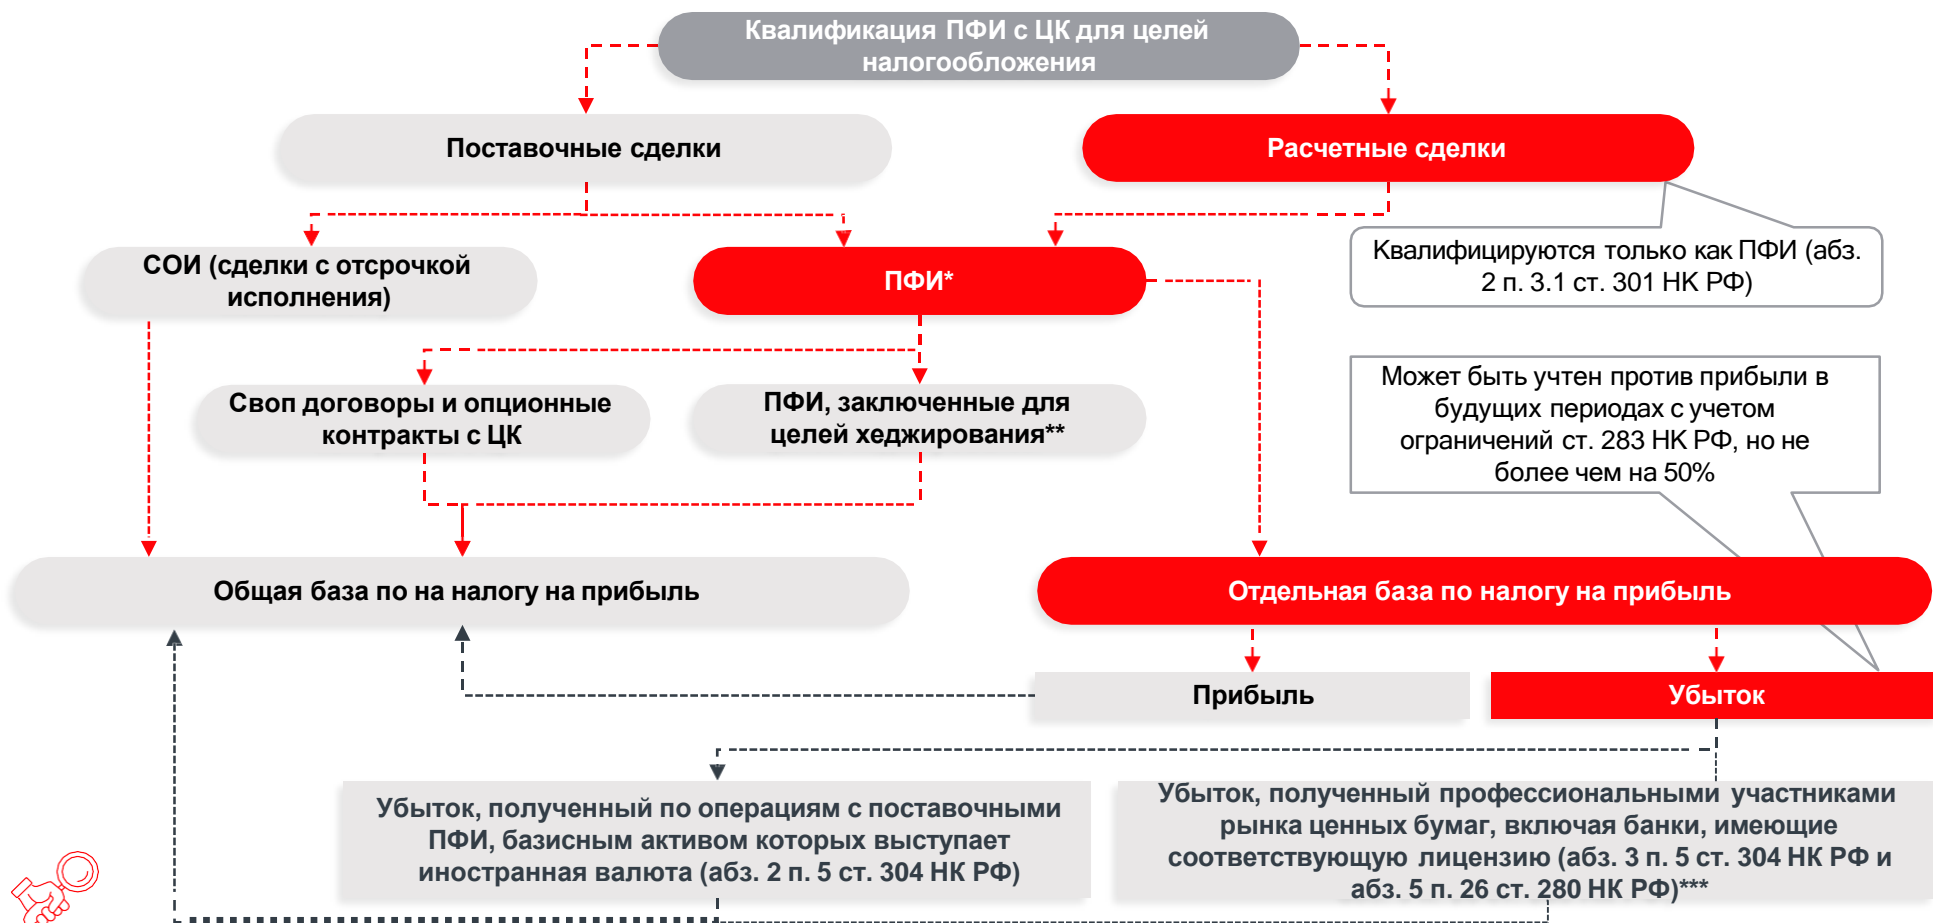 Квалификация ПФИ с ЦК для целей
налогообложения
Поставочные сделки
Расчетные сделки
СОИ (сделки с отсрочкой
исполнения)
ПФИ*
Квалифицируются только как ПФИ (абз.
2 п. 3.1 ст. 301 НК РФ)
Своп договоры и опционные
контракты с ЦК
ПФИ, заключенные для
целей хеджирования**
Может быть учтен против прибыли в
будущих периодах с учетом
ограничений ст. 283 НК РФ, но не
более чем на 50%
Общая база по на налогу на прибыль
Отдельная база по налогу на прибыль
Прибыль
Убыток
Убыток, полученный по операциям с поставочными
ПФИ, базисным активом которых выступает
иностранная валюта (абз. 2 п. 5 ст. 304 НК РФ)
Убыток, полученный профессиональными участниками
рынка ценных бумаг, включая банки, имеющие
соответствующую лицензию (абз. 3 п. 5 ст. 304 НК РФ и
абз. 5 п. 26 ст. 280 НК РФ)***